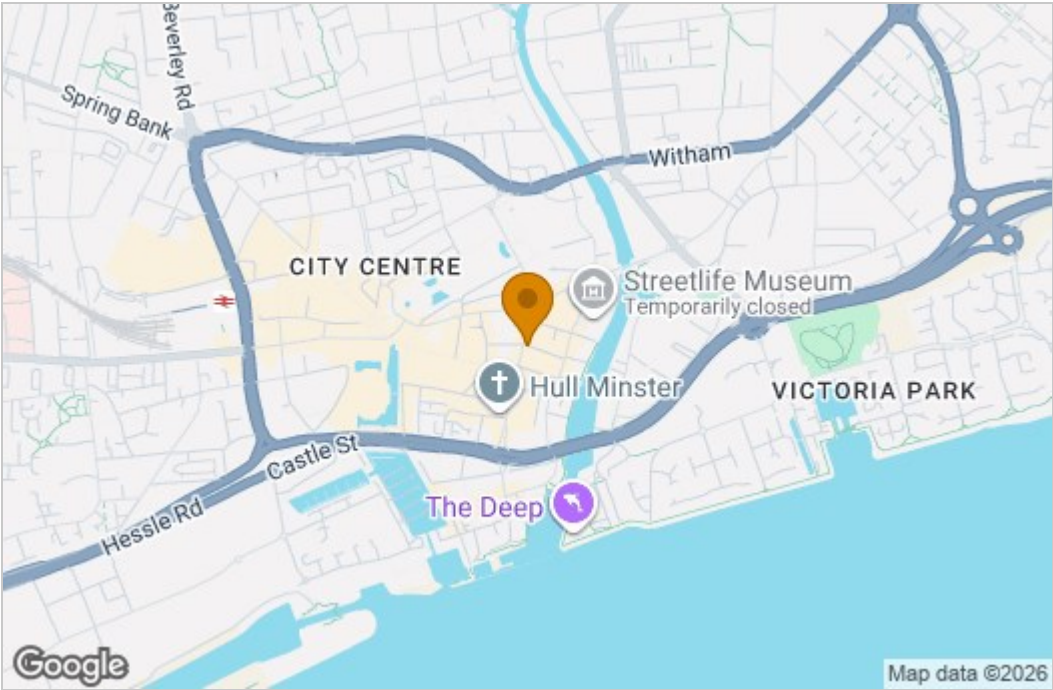 Beverley Rd
Spring Bank
Witham
CITY CENTRE
Streetlife Museum
Temporarily closed
Hull Minster
VICTORIA PARK
Castle St
The Deep
Hessle Rd
Google
Map data ©2026